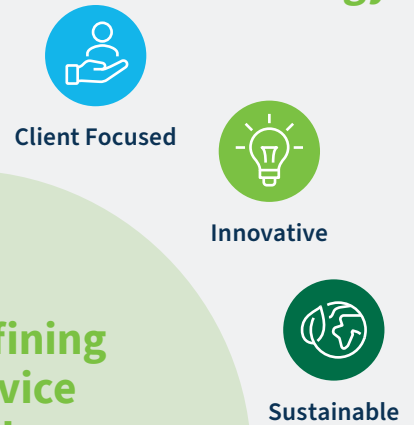 Client Focused
Innovative
fining
vice
Sustainable